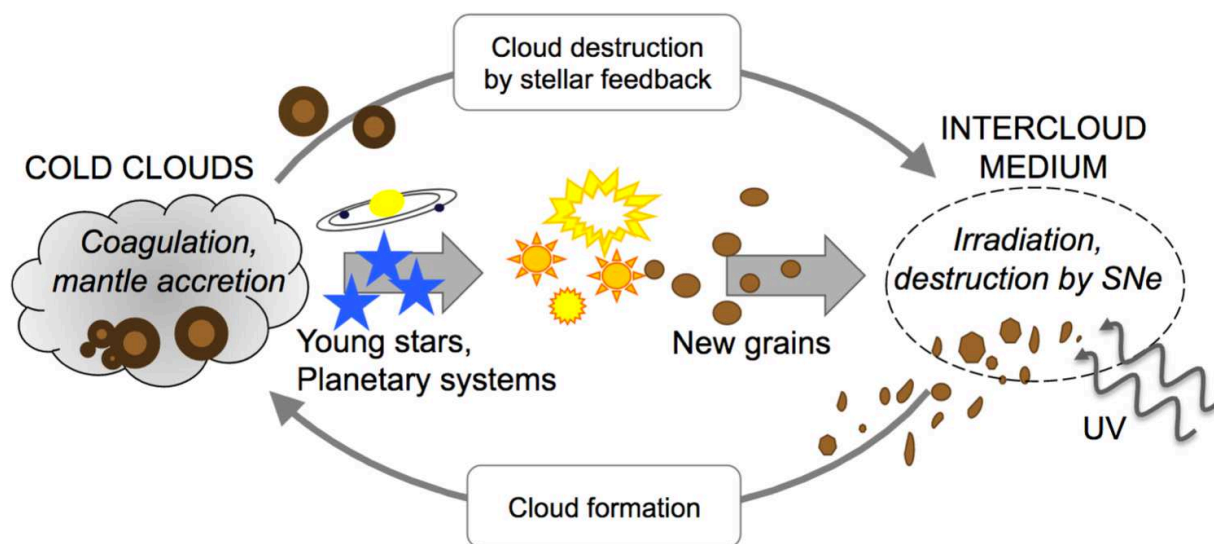 Cloud destruction
by stellar feedback
COLD CLOUDS
INTERCLOUD
MEDIUM
Coagulation,
mantle accretion
Irradiation,
destruction by SNe
Young stars,
Planetary systems
New grains
UV
Cloud formation